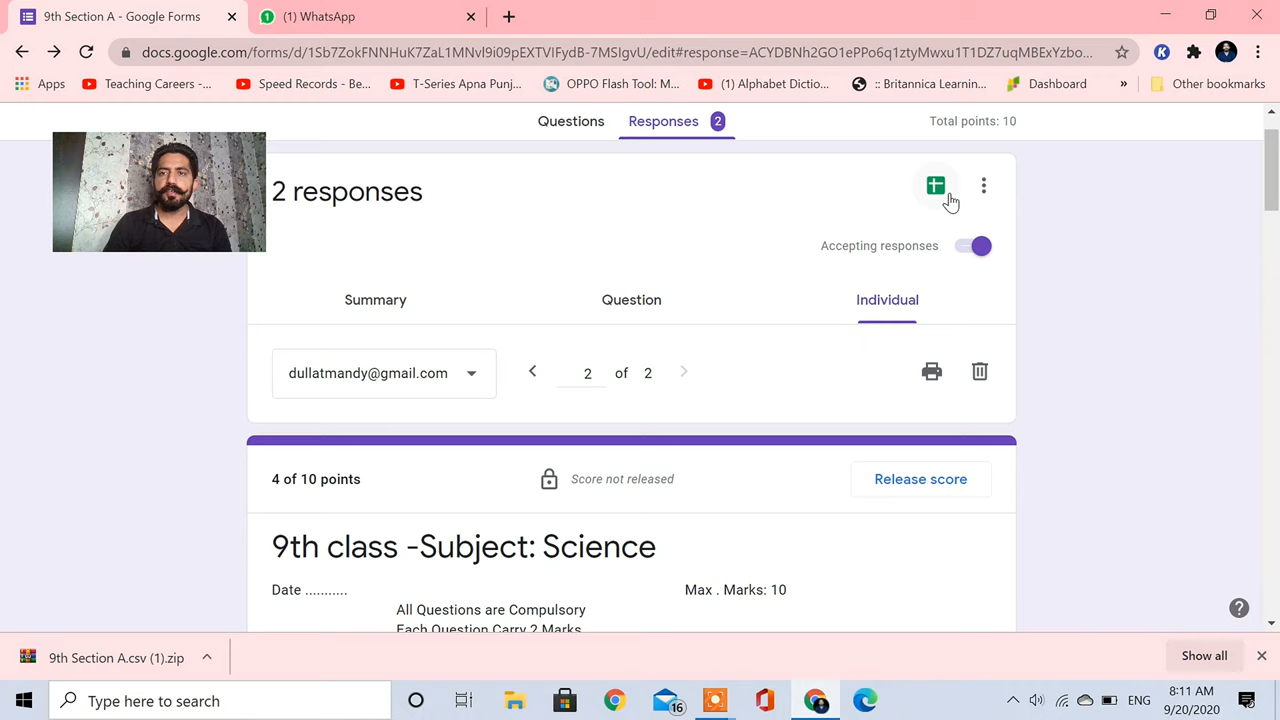 9th Section A - Google Forms
(1) WhatsApp
docs.google.com/forms/d/1Sb7ZokFNNHuK7ZaL1MNvl9i09pEXTVIFydB-7MSIgvU/edit#response=ACYDBNh2GO1ePPo6q1ztyMwxu1T1DZ7uqMBExYzbo...
Apps
Teaching Careers -...
Speed Records - Be...
T-Series Apna Punj...
OPPO Flash Tool: M...
(1) Alphabet Dictio...
:: Britannica Learnin...
Dashboard
»
Other bookmarks
Questions
Responses 2
Total points: 10
2 responses
Accepting responses
Summary
Question
Individual
dullatmandy@gmail.com
2 of 2
4 of 10 points
Score not released
Release score
9th class -Subject: Science
Date ...........
Max . Marks: 10
All Questions are Compulsory
Each Question Carry 2 Marks
9th Section A.csv (1).zip
Show all
Type here to search
16
ENG
8:11 AM
9/20/2020